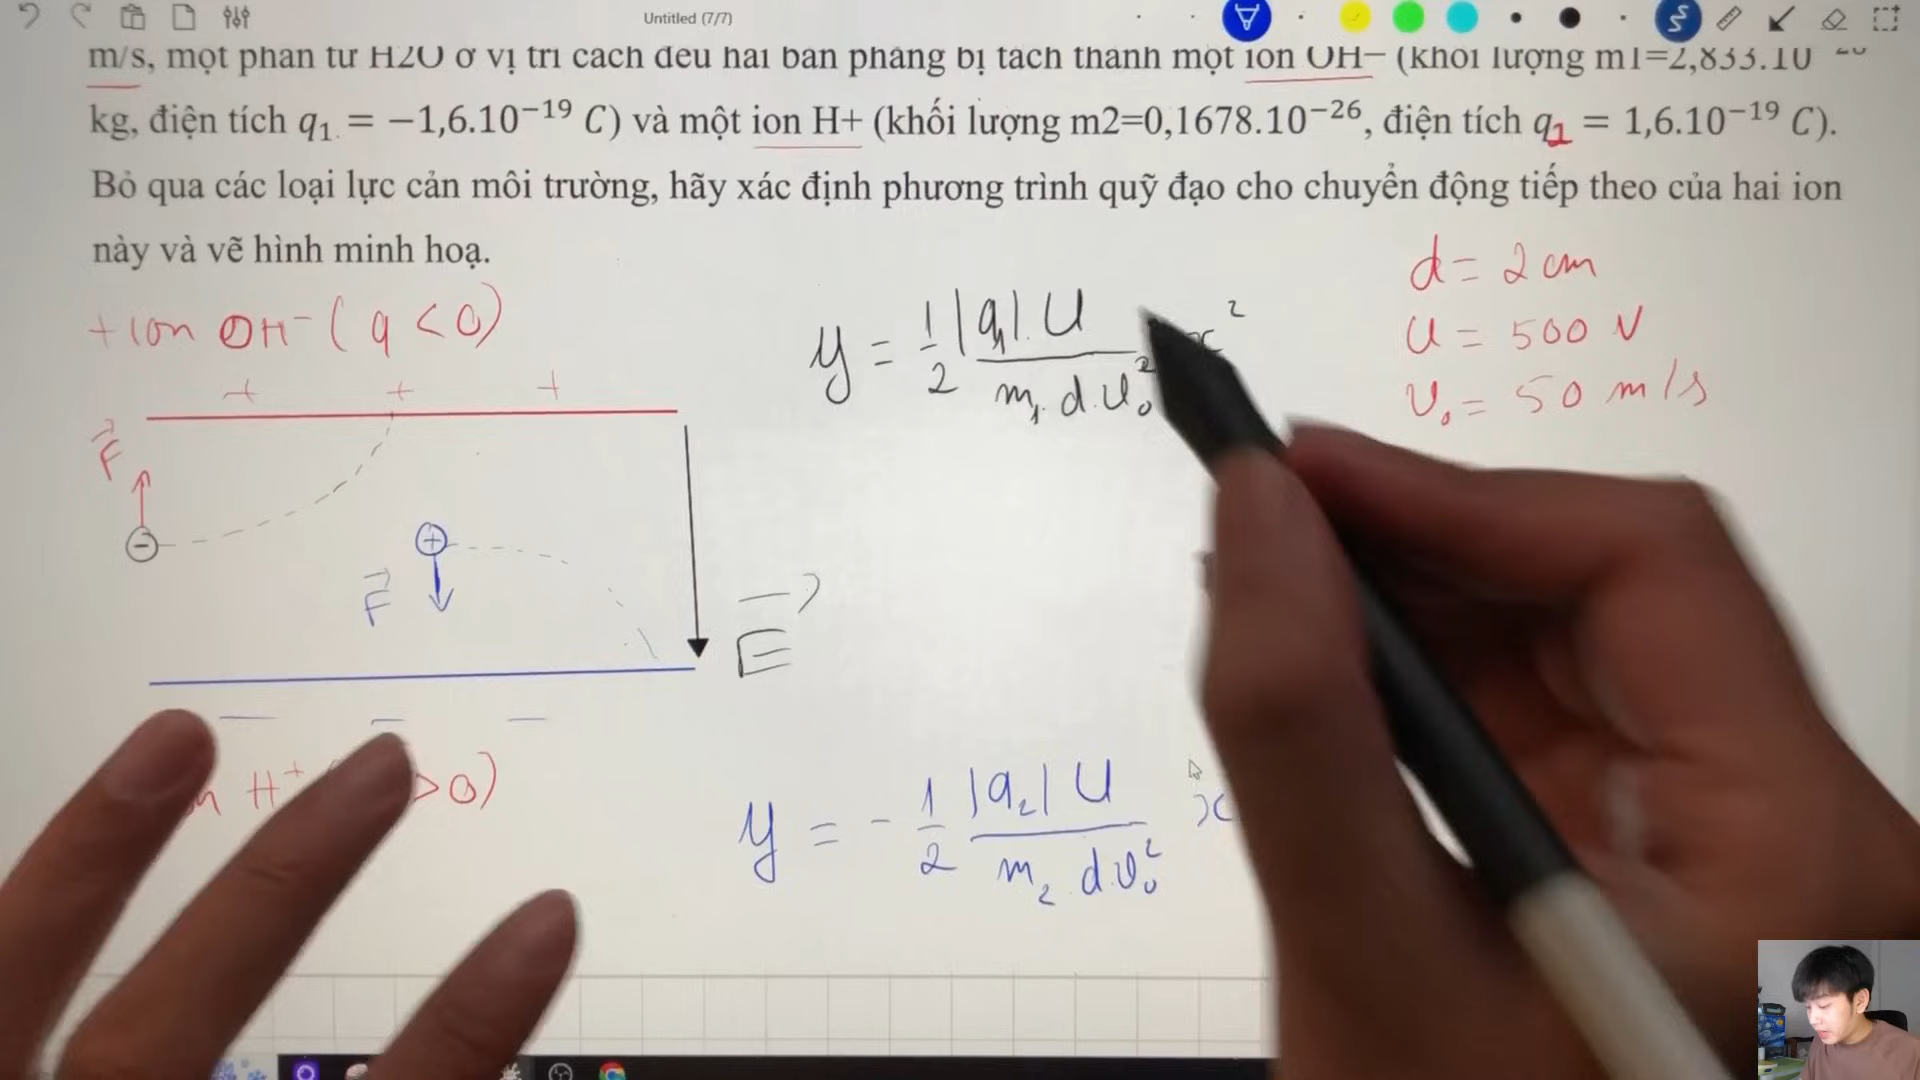 Untitled (7/7)
m/s, một phân tử H2O ở vị trí cách đều hai bản phẳng bị tách thành một ion OH− (khối lượng m1=2,833.10
kg, điện tích q₁ = −1,6.10⁻¹⁹ C) và một ion H+ (khối lượng m2=0,1678.10⁻²⁶, điện tích q₂ = 1,6.10⁻¹⁹ C).
Bỏ qua các loại lực cản môi trường, hãy xác định phương trình quỹ đạo cho chuyển động tiếp theo của hai ion
này và vẽ hình minh hoạ.
d = 2 cm
U = 500 V
v₀ = 50 m/s
+ ion OH⁻ ( q < 0)
y = 1/2 |q₁|.U / m₁.d.v₀² x²
+ + +
F⃗
−
+
F⃗
E⃗
− − −
H⁺ > 0)
y = - 1/2 |q₂| U / m₂.d.v₀² x